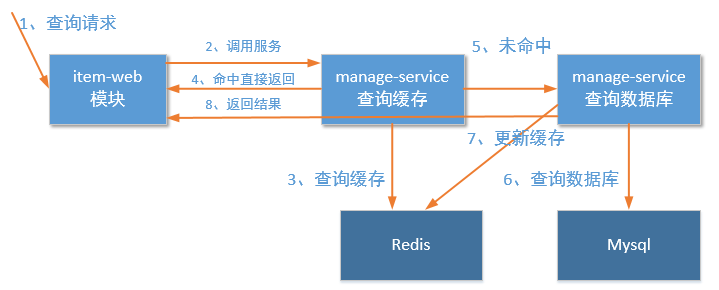 1、查询请求
2、调用服务
5、未命中
item-web
模块
4、命中直接返回
manage-service
查询缓存
manage-service
查询数据库
8、返回结果
7、更新缓存
3、查询缓存
6、查询数据库
Redis
Mysql